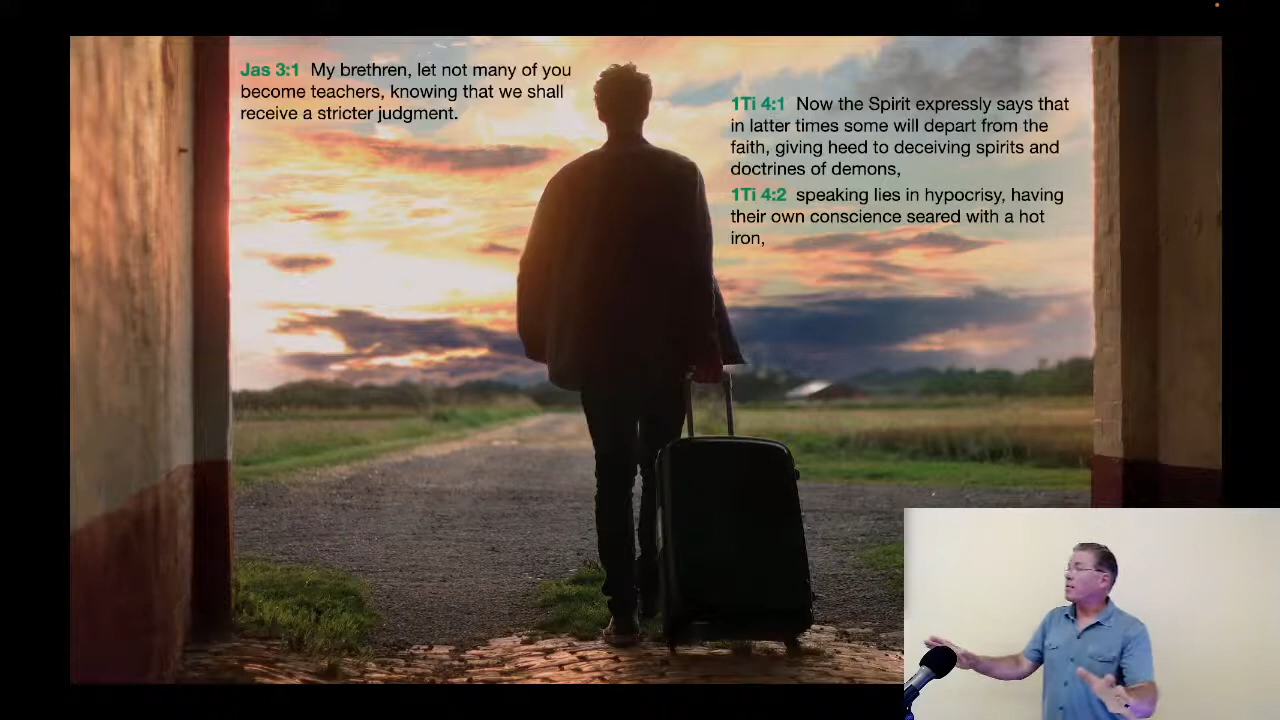 Jas 3:1 My brethren, let not many of you
become teachers, knowing that we shall
receive a stricter judgment.
1Ti 4:1 Now the Spirit expressly says that
in latter times some will depart from the
faith, giving heed to deceiving spirits and
doctrines of demons,
1Ti 4:2 speaking lies in hypocrisy, having
their own conscience seared with a hot
iron,